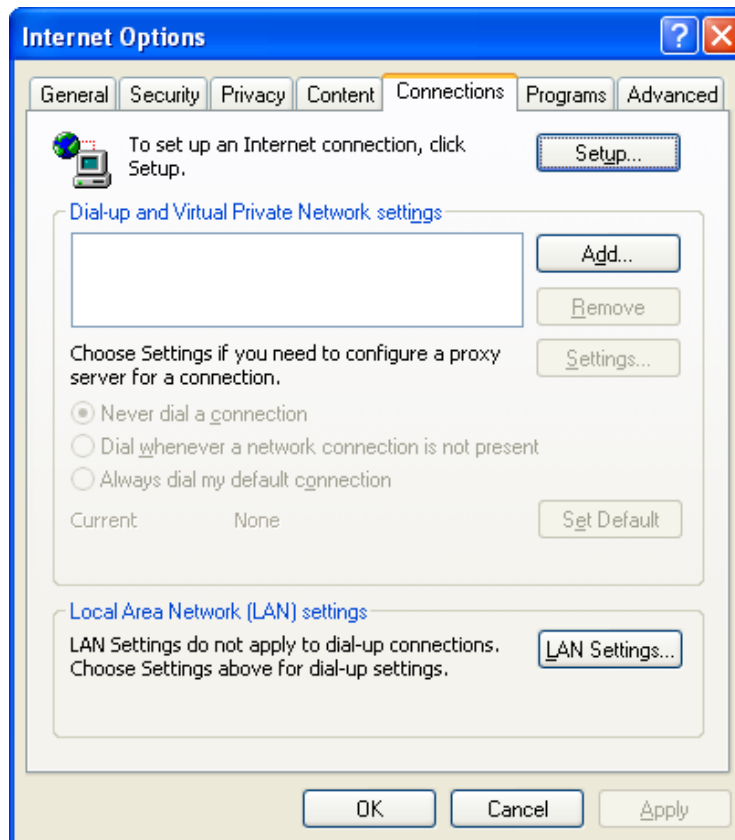 Internet Options
?
X
General Security Privacy Content Connections Programs Advanced
To set up an Internet connection, click
Setup.
Setup...
Dial-up and Virtual Private Network settings
Add...
Remove
Choose Settings if you need to configure a proxy
server for a connection.
Settings...
Never dial a connection
Dial whenever a network connection is not present
Always dial my default connection
Current None
Set Default
Local Area Network (LAN) settings
LAN Settings do not apply to dial-up connections.
Choose Settings above for dial-up settings.
LAN Settings...
OK Cancel Apply